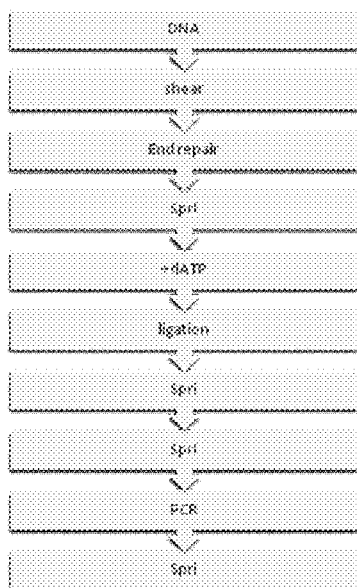 DNA
shear
End repair
Spri
+dATP
ligation
Spri
Spri
PCR
Spri